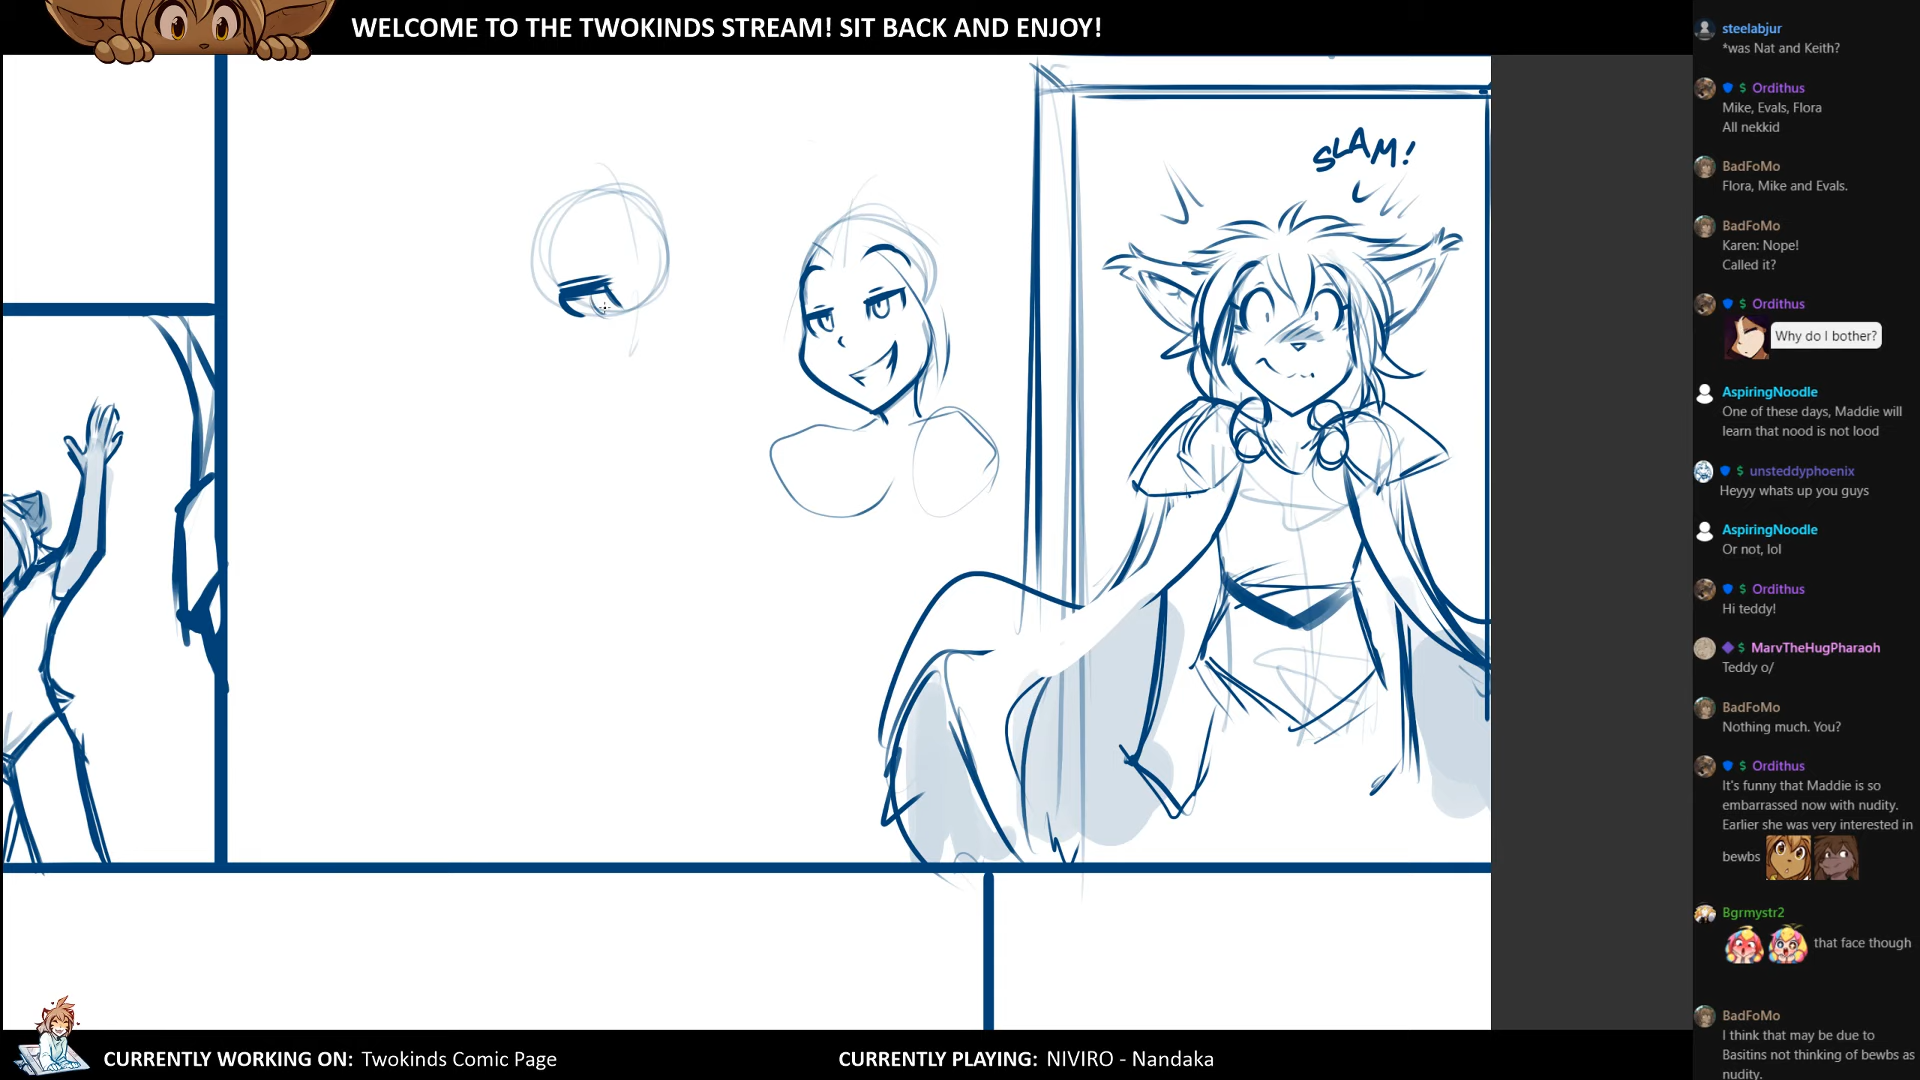 WELCOME TO THE TWOKINDS STREAM! SIT BACK AND ENJOY!
SLAM!
steelabjur
*was Nat and Keith?
$ Ordithus
Mike, Evals, Flora
All nekkid
BadFoMo
Flora, Mike and Evals.
BadFoMo
Karen: Nope!
Called it?
$ Ordithus
Why do I bother?
AspiringNoodle
One of these days, Maddie will
learn that nood is not lood
$ unsteddyphoenix
Heyyy whats up you guys
AspiringNoodle
Or not, lol
$ Ordithus
Hi teddy!
$ MarvTheHugPharaoh
Teddy o/
BadFoMo
Nothing much. You?
$ Ordithus
It's funny that Maddie is so
embarrassed now with nudity.
Earlier she was very interested in
bewbs
Bgrmystr2
that face though
BadFoMo
I think that may be due to
Basitins not thinking of bewbs as
nudity.
CURRENTLY WORKING ON: Twokinds Comic Page
CURRENTLY PLAYING: NIVIRO - Nandaka